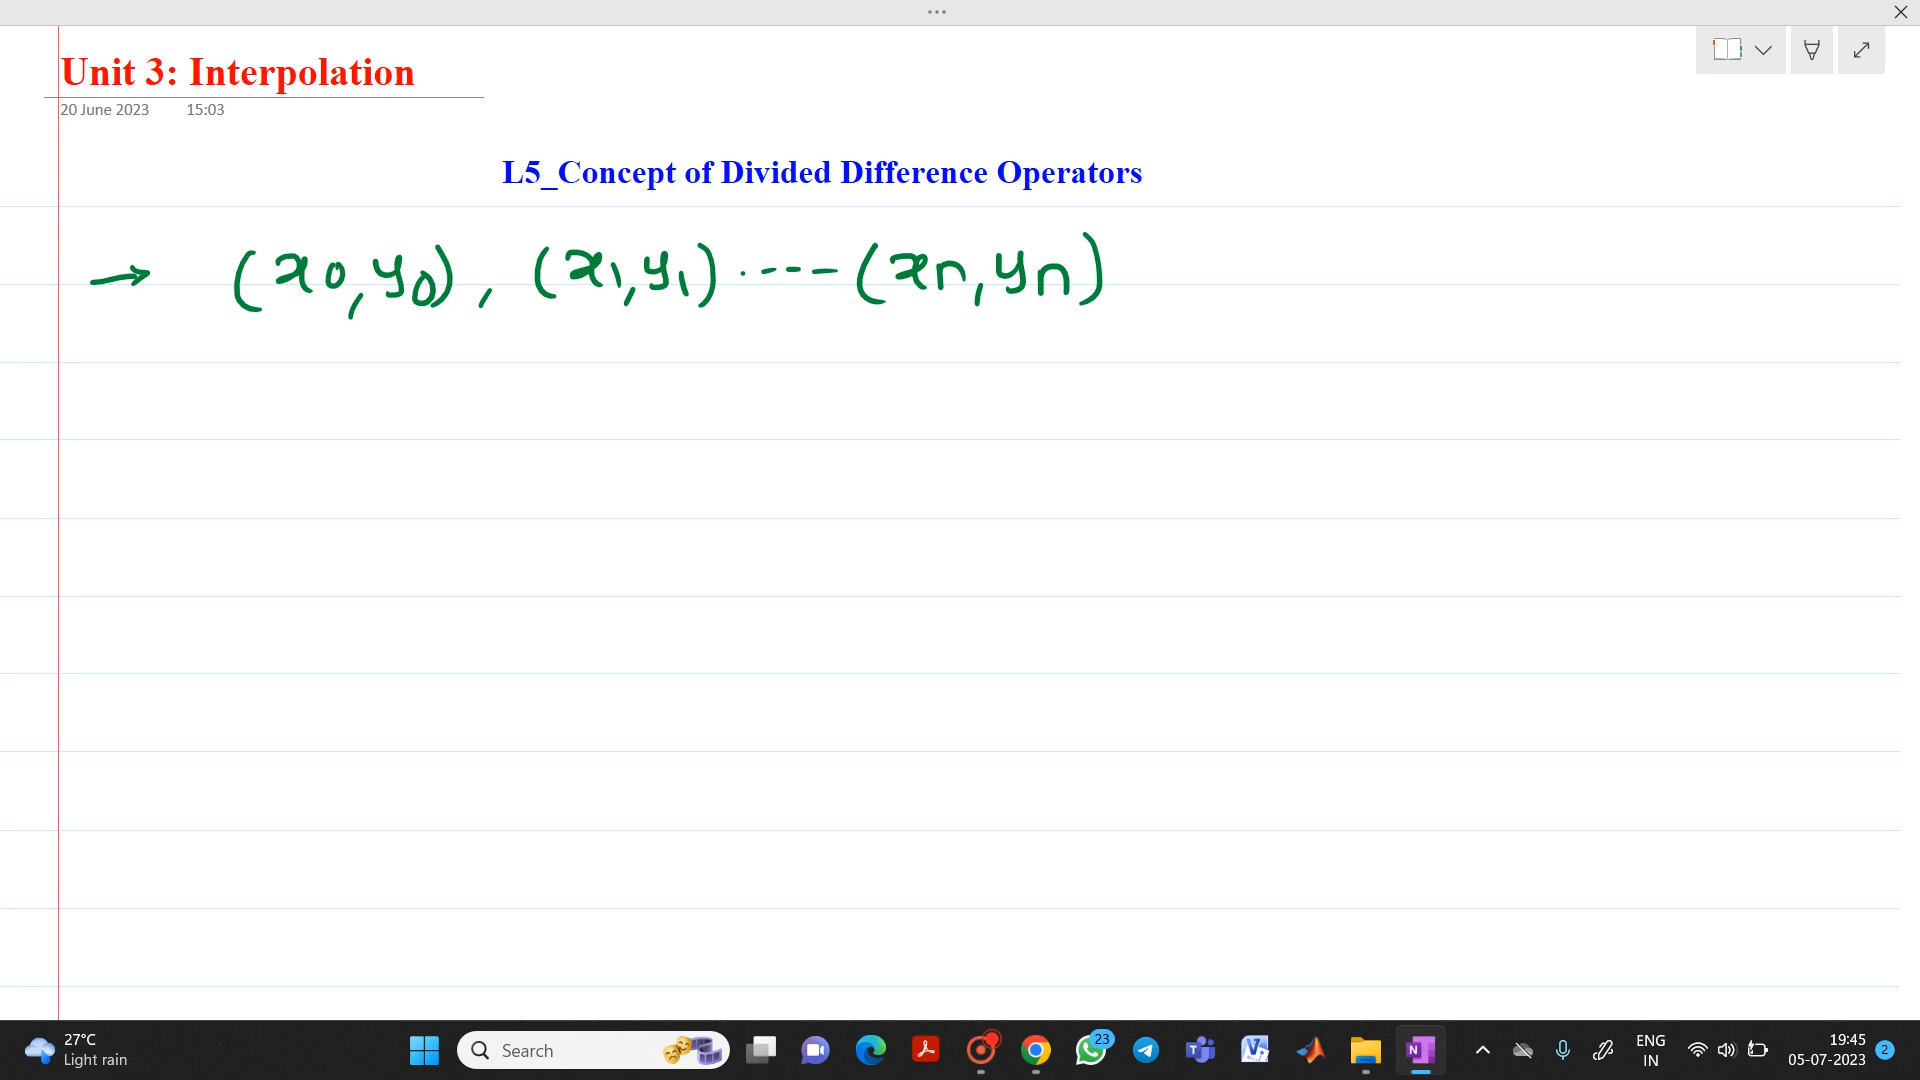 Unit 3: Interpolation
20 June 2023 15:03
L5_Concept of Divided Difference Operators
→ (x0, y0), (x1, y1) ----- (xn, yn)
27°C
Light rain
Search
23
ENG
IN
19:45
05-07-2023
2